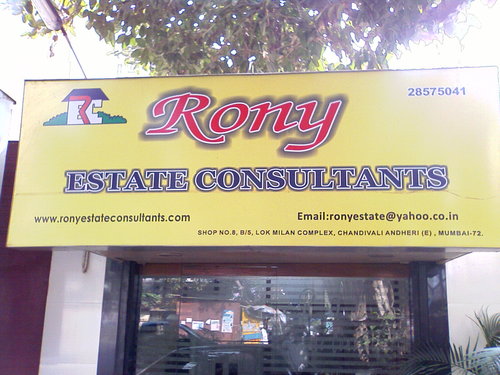 REC
Rony
28575041
ESTATE CONSULTANTS
www.ronyestateconsultants.com
Email:ronyestate@yahoo.co.in
SHOP NO.8, B/5, LOK MILAN COMPLEX, CHANDIVALI ANDHERI (E) , MUMBAI-72.